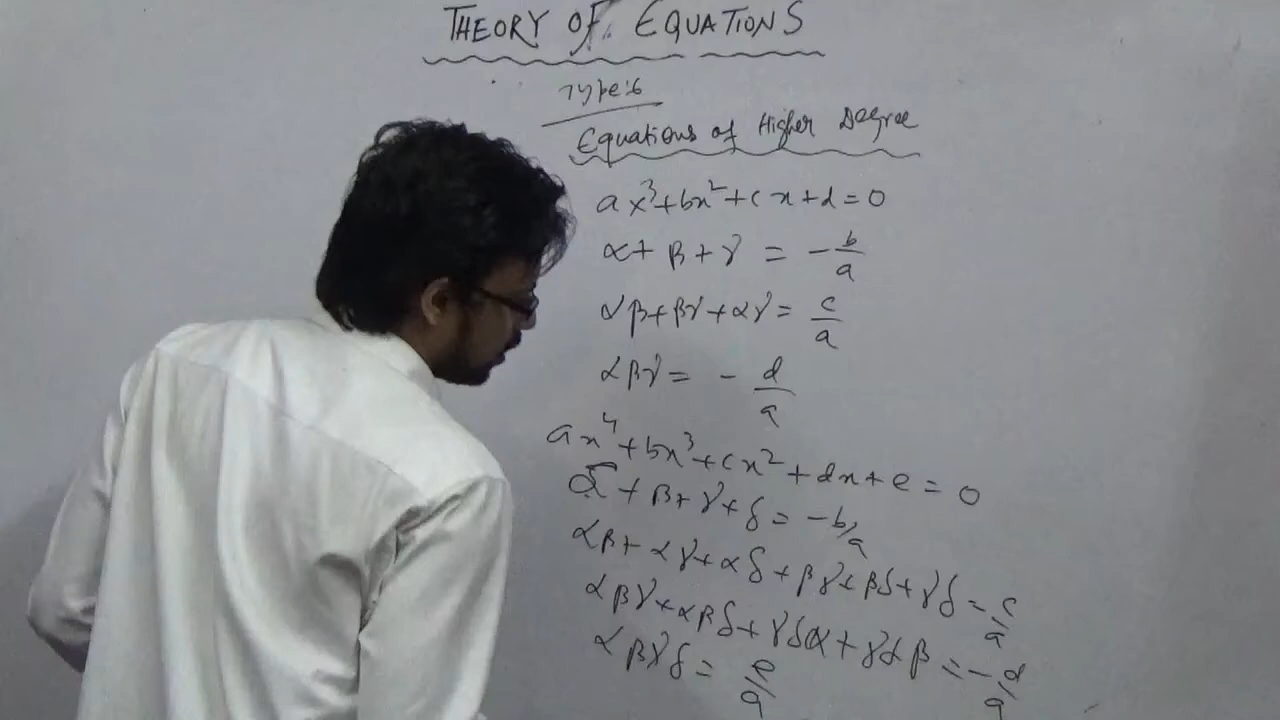 THEORY OF EQUATIONS
Type:6
Equations of Higher Degree
ax³+bx²+cx+d=0
α+β+γ = -b/a
αβ+βγ+αγ = c/a
αβγ = -d/a
ax⁴+bx³+cx²+dx+e=0
α+β+γ+δ = -b/a
αβ+αγ+αδ+βγ+βδ+γδ = c/a
αβγ+αβδ+γδα+γδβ = -d/a
αβγδ = e/a